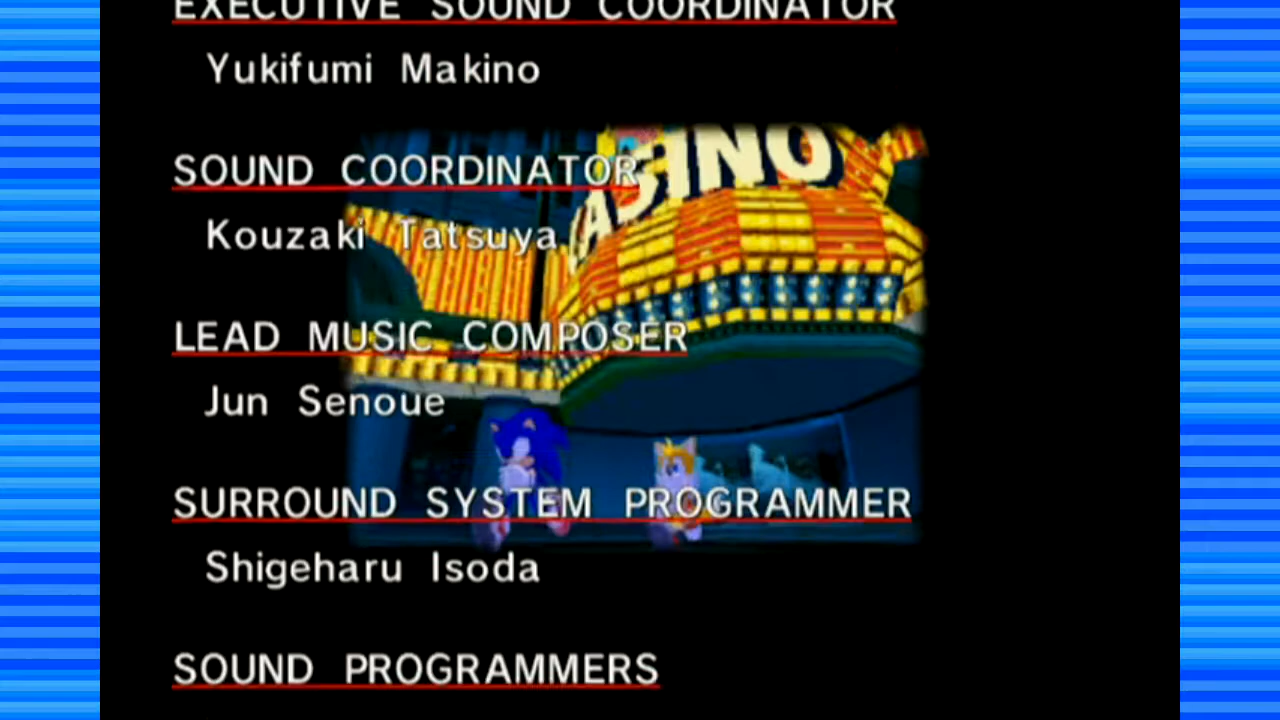 EXECUTIVE SOUND COORDINATOR
Yukifumi Makino
CASINO
SOUND COORDINATOR
Kouzaki Tatsuya
LEAD MUSIC COMPOSER
Jun Senoue
SURROUND SYSTEM PROGRAMMER
Shigeharu Isoda
SOUND PROGRAMMERS